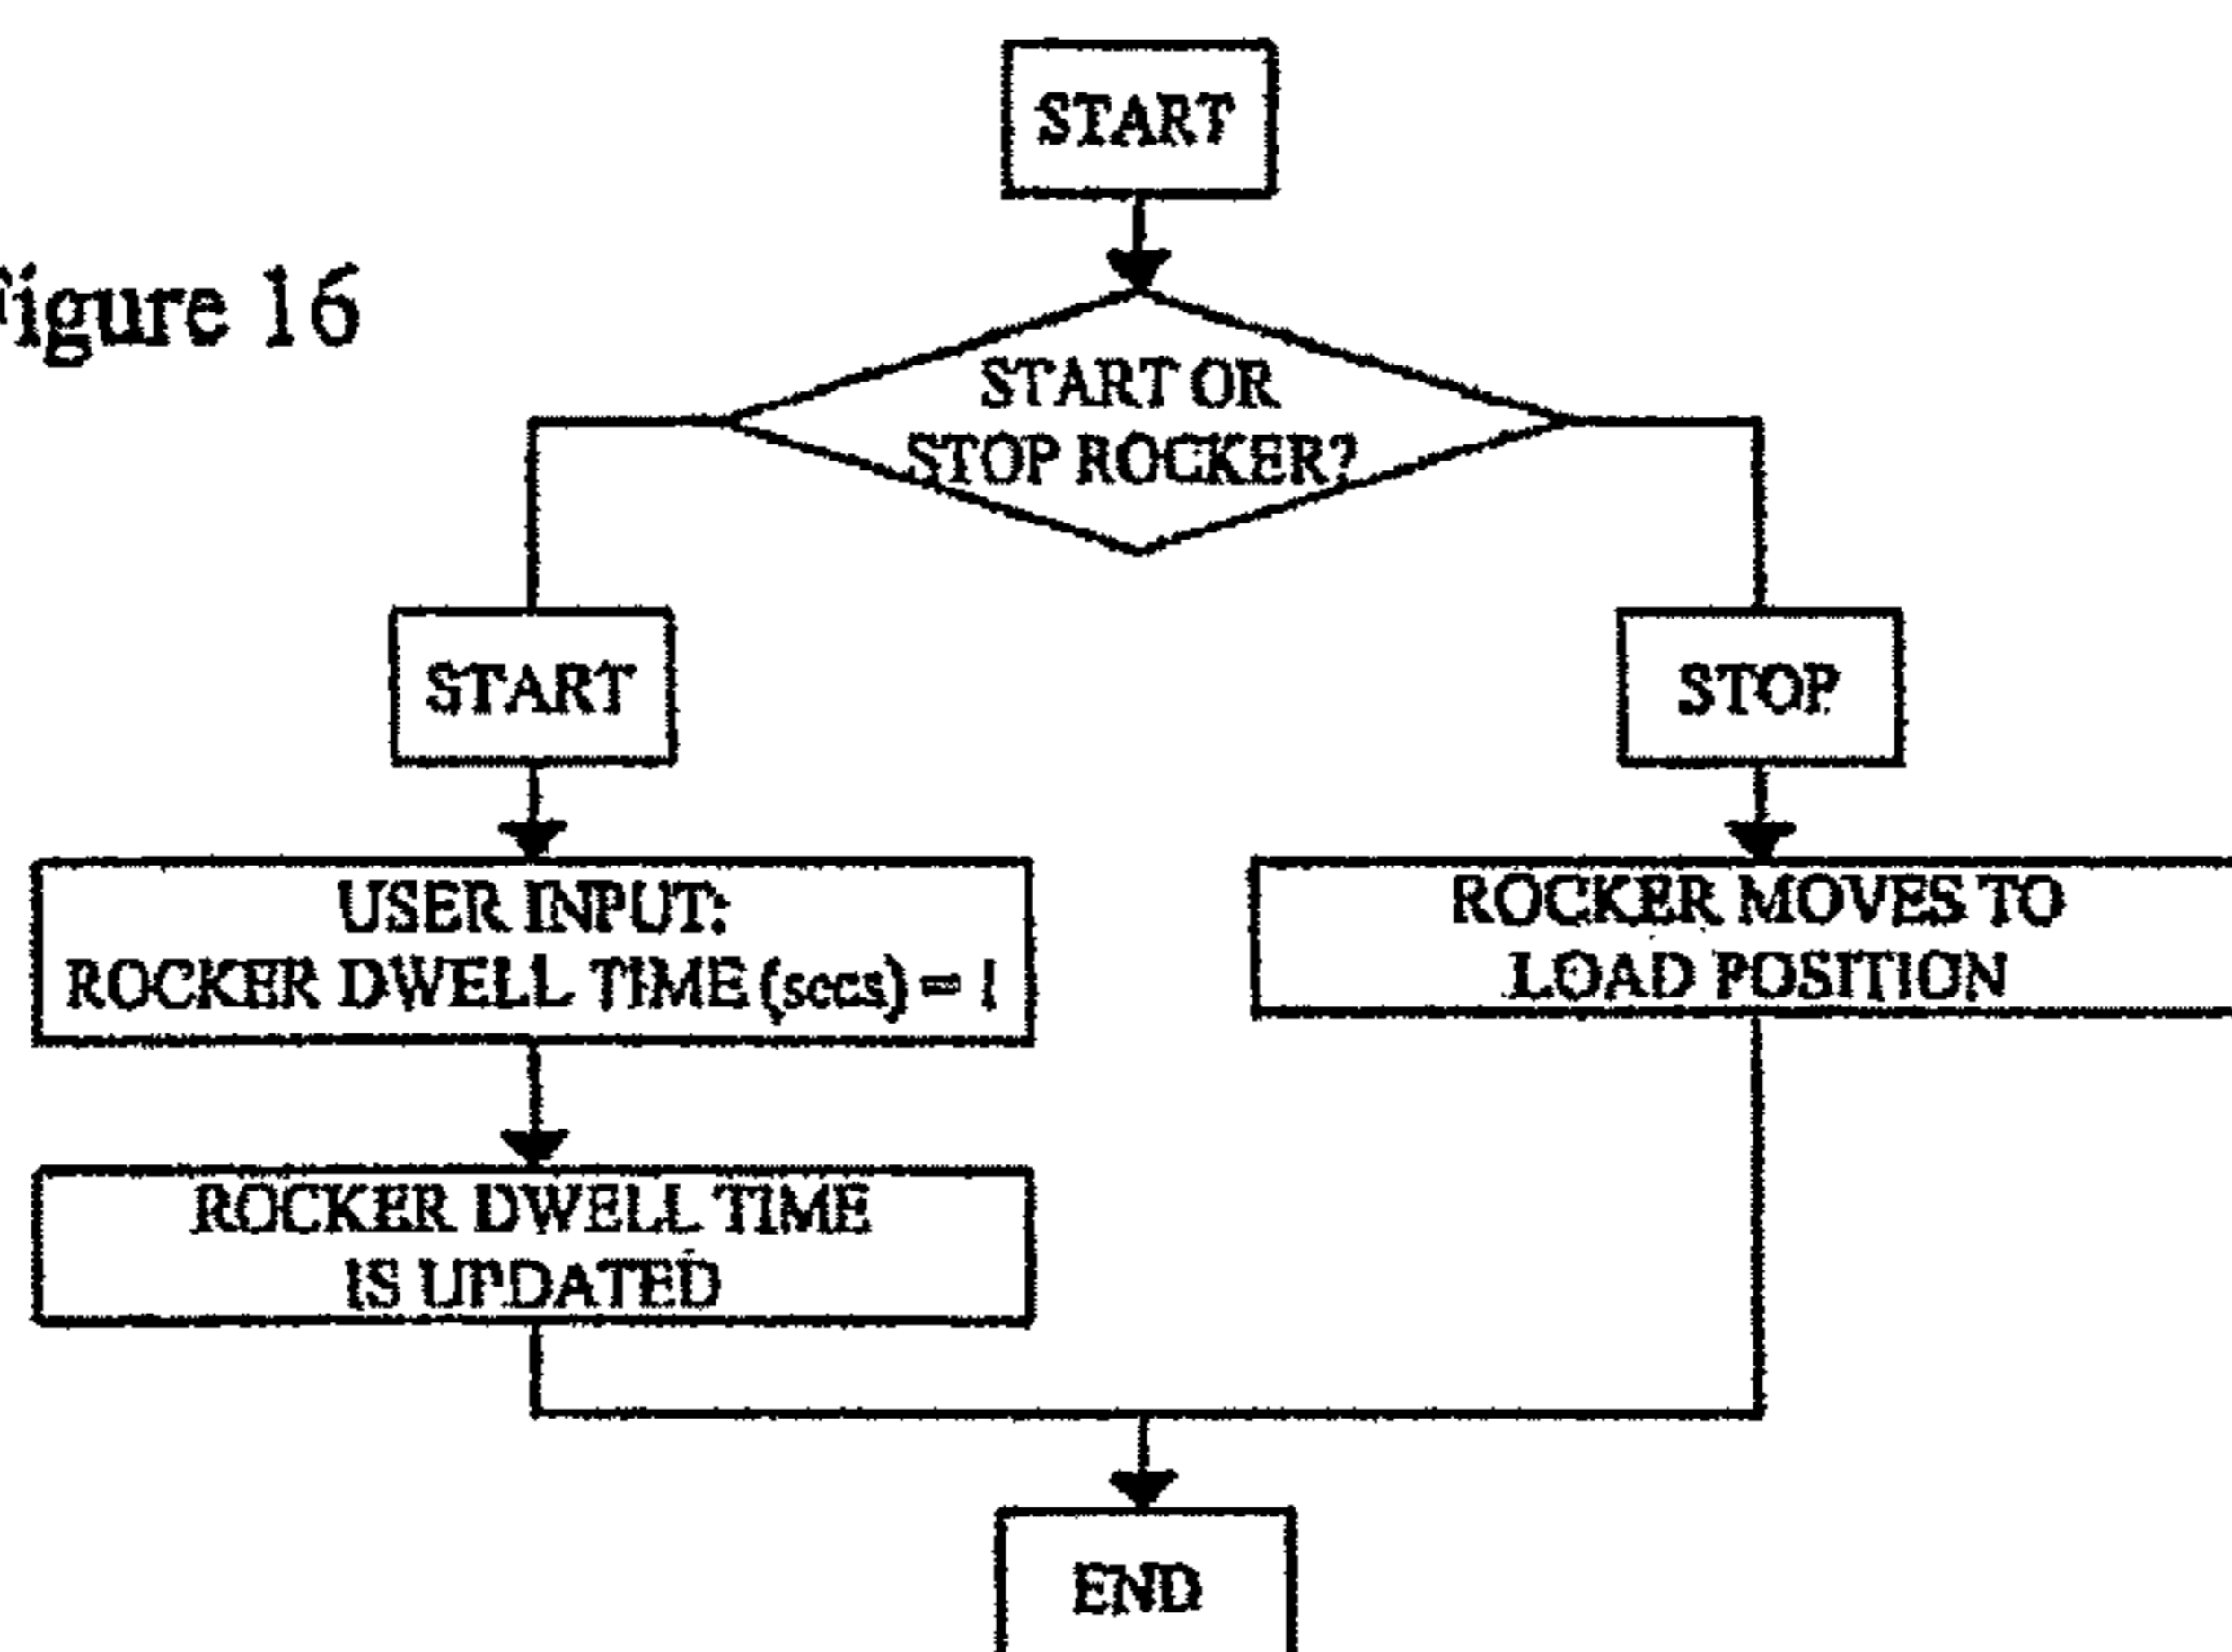 START
Figure 16
START OR
STOP ROCKER?
START
STOP
USER INPUT:
ROCKER DWELL TIME (secs) = 1
ROCKER MOVES TO
LOAD POSITION
ROCKER DWELL TIME
IS UPDATED
END